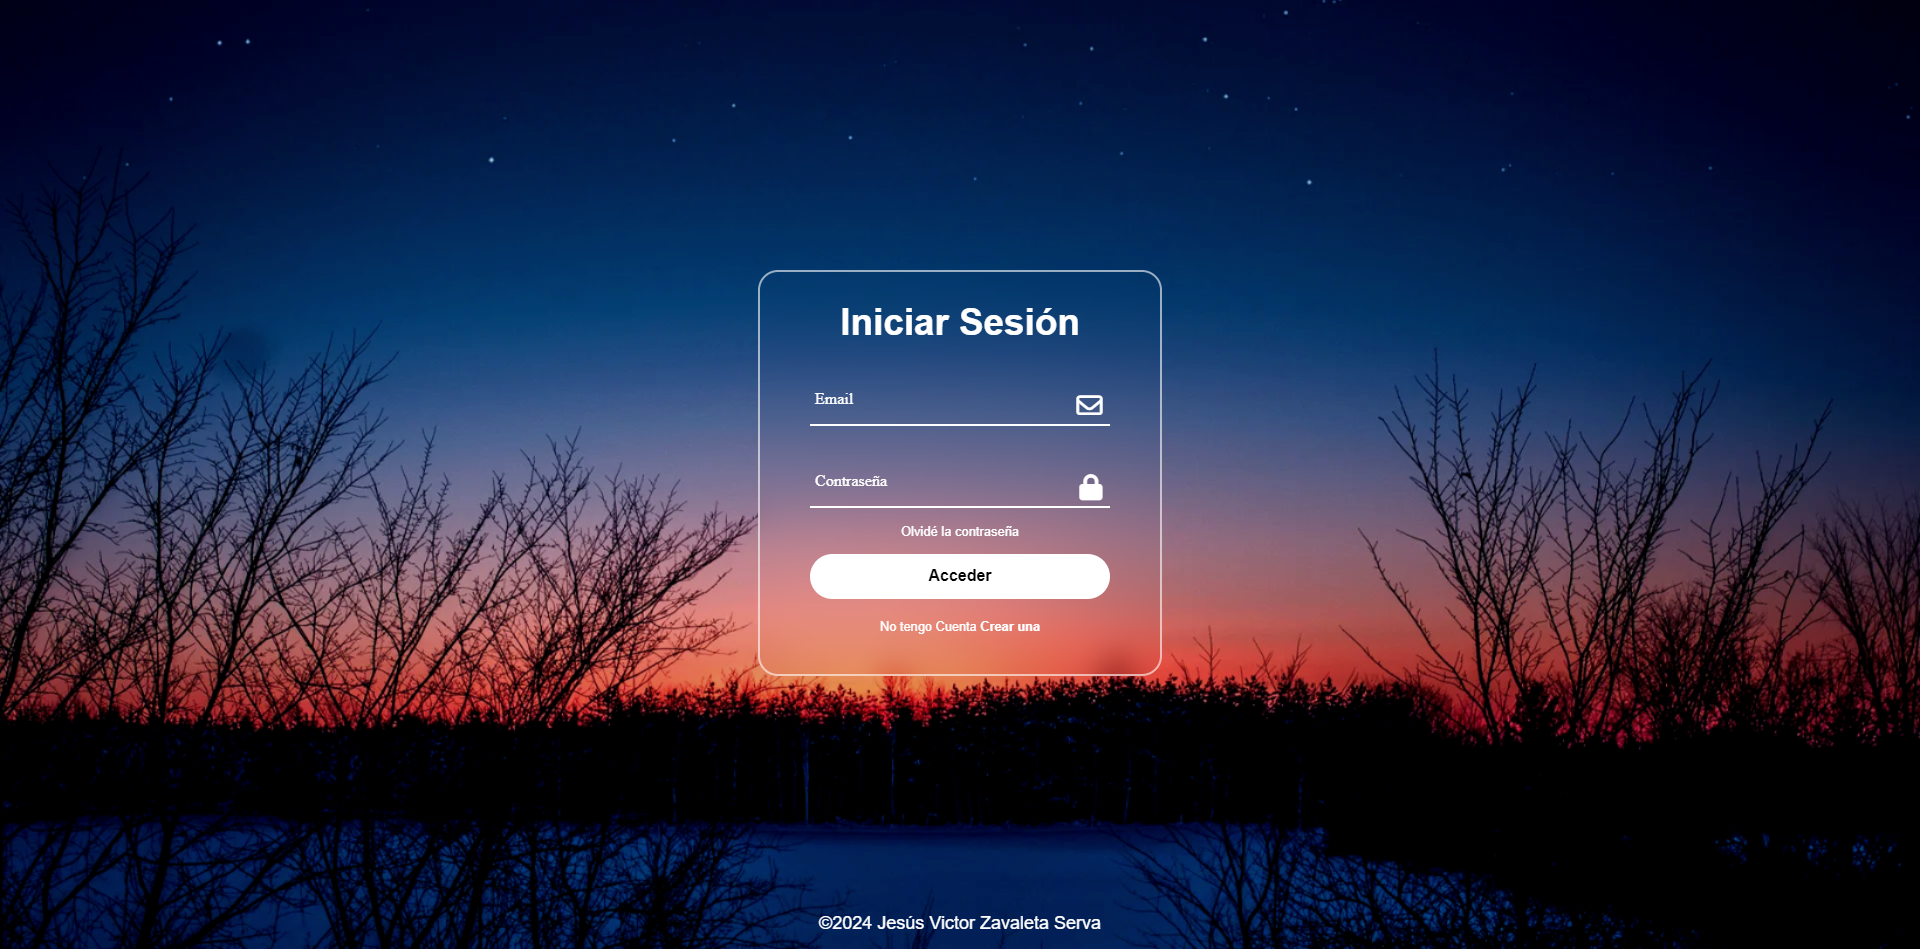 Iniciar Sesión
Email
Contraseña
Olvidé la contraseña
Acceder
No tengo Cuenta Crear una
©2024 Jesús Victor Zavaleta Serva